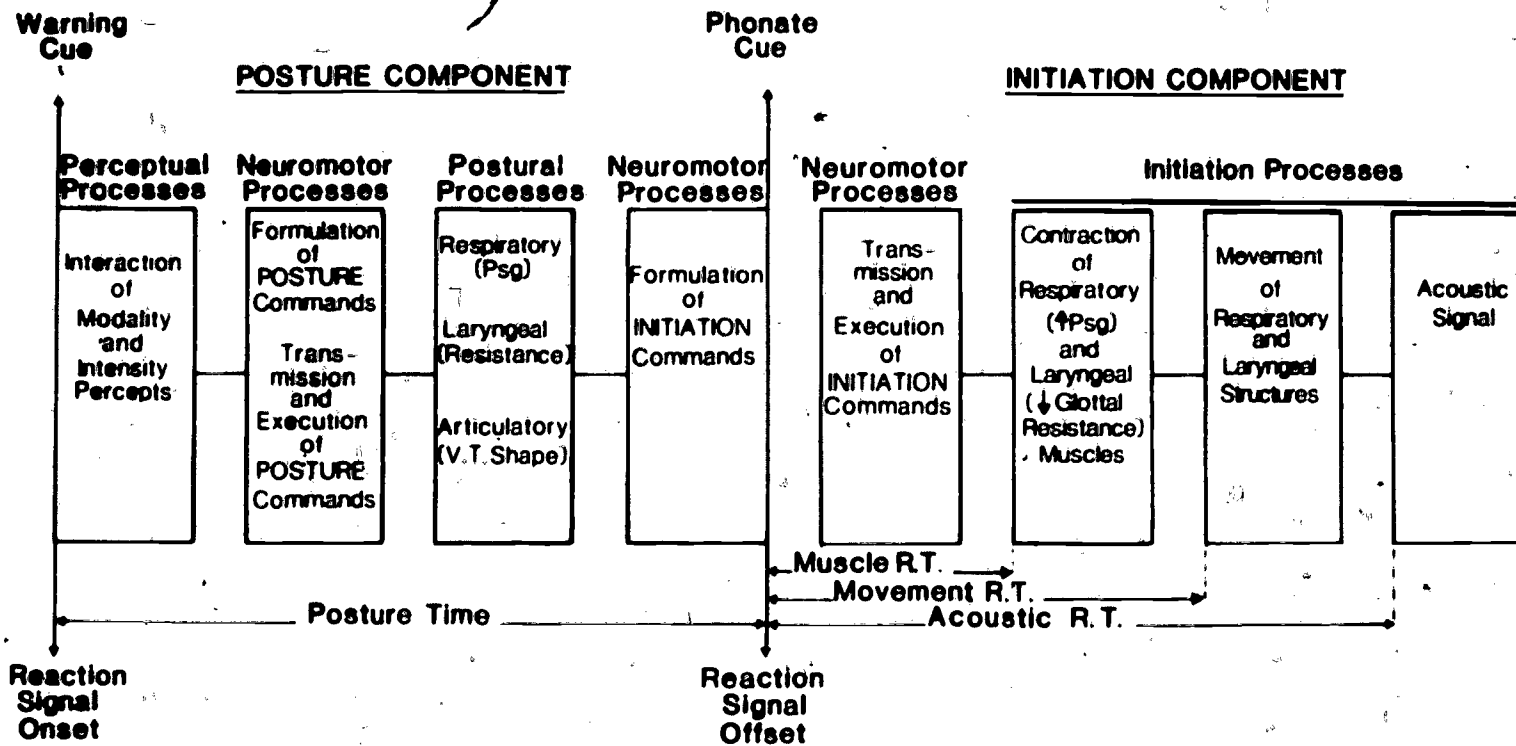 Warning
Cue
Phonate
Cue
POSTURE COMPONENT
INITIATION COMPONENT
Perceptual
Processes
Neuromotor
Processes
Postural
Processes
Neuromotor
Processes
Neuromotor
Processes
Initiation Processes
Interaction
of
Modality
and
Intensity
Percepts
Formulation
of
POSTURE
Commands
Trans-
mission
and
Execution
of
POSTURE
Commands
Respiratory
(Psg)
Laryngeal
(Resistance)
Articulatory
(V.T. Shape)
Formulation
of
INITIATION
Commands
Trans-
mission
and
Execution
of
INITIATION
Commands
Contraction
of
Respiratory
(↑Psg)
and
Laryngeal
(↓Glottal
Resistance)
Muscles
Movement
of
Respiratory
and
Laryngeal
Structures
Acoustic
Signal
Muscle R.T.
Movement R.T.
Posture Time
Acoustic R.T.
Reaction
Signal
Onset
Reaction
Signal
Offset